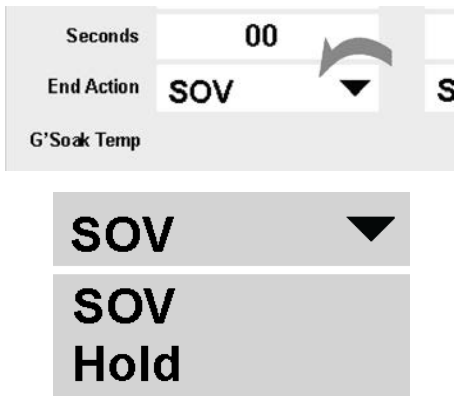 Seconds 00
End Action SOV S
G'Soak Temp
SOV
SOV
Hold